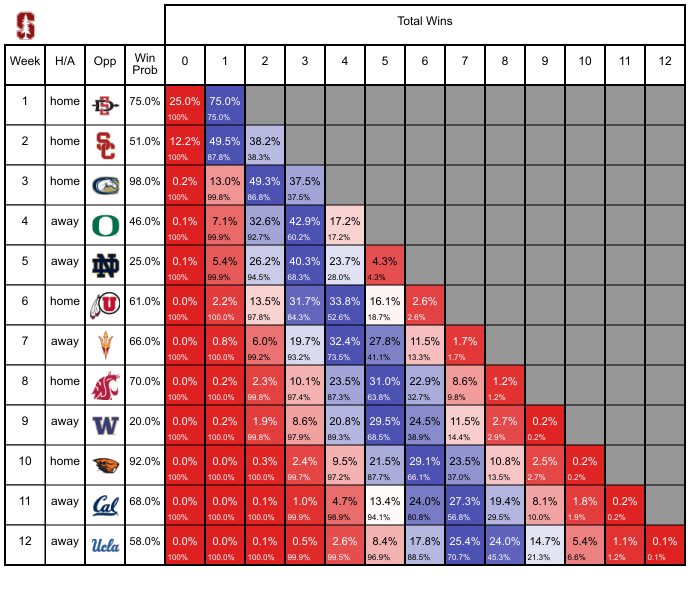 Total Wins
Week H/A Opp Win Prob 0 1 2 3 4 5 6 7 8 9 10 11 12
1 home SD 75.0% 25.0% 75.0%
100% 75.0%
2 home SC 51.0% 12.2% 49.5% 38.2%
100% 87.8% 38.3%
3 home 98.0% 0.2% 13.0% 49.3% 37.5%
100% 99.8% 86.8% 37.5%
4 away O 46.0% 0.1% 7.1% 32.6% 42.9% 17.2%
100% 99.9% 92.7% 60.2% 17.2%
5 away ND 25.0% 0.1% 5.4% 26.2% 40.3% 23.7% 4.3%
100% 99.9% 94.5% 68.3% 28.0% 4.3%
6 home U 61.0% 0.0% 2.2% 13.5% 31.7% 33.8% 16.1% 2.6%
100% 100.0% 97.8% 84.3% 52.6% 18.7% 2.6%
7 away 66.0% 0.0% 0.8% 6.0% 19.7% 32.4% 27.8% 11.5% 1.7%
100% 100.0% 99.2% 93.2% 73.5% 41.1% 13.3% 1.7%
8 home 70.0% 0.0% 0.2% 2.3% 10.1% 23.5% 31.0% 22.9% 8.6% 1.2%
100% 100.0% 99.8% 97.4% 87.3% 63.8% 32.7% 9.8% 1.2%
9 away W 20.0% 0.0% 0.2% 1.9% 8.6% 20.8% 29.5% 24.5% 11.5% 2.7% 0.2%
100% 100.0% 99.8% 97.9% 89.3% 68.5% 38.9% 14.4% 2.9% 0.2%
10 home 92.0% 0.0% 0.0% 0.3% 2.4% 9.5% 21.5% 29.1% 23.5% 10.8% 2.5% 0.2%
100% 100.0% 100.0% 99.7% 97.2% 87.7% 66.1% 37.0% 13.5% 2.7% 0.2%
11 away Cal 68.0% 0.0% 0.0% 0.1% 1.0% 4.7% 13.4% 24.0% 27.3% 19.4% 8.1% 1.8% 0.2%
100% 100.0% 100.0% 99.9% 98.9% 94.1% 80.8% 56.8% 29.5% 10.0% 1.9% 0.2%
12 away Ucla 58.0% 0.0% 0.0% 0.1% 0.5% 2.6% 8.4% 17.8% 25.4% 24.0% 14.7% 5.4% 1.1% 0.1%
100% 100.0% 100.0% 99.9% 99.5% 96.9% 88.5% 70.7% 45.3% 21.3% 6.6% 1.2% 0.1%